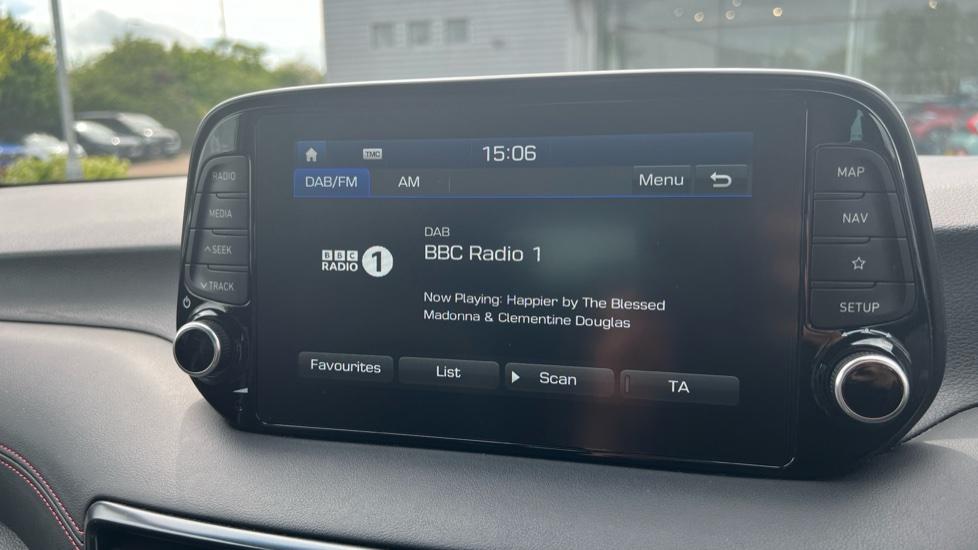 TMC
15:06
DAB/FM
AM
Menu
RADIO
MEDIA
SEEK
TRACK
BBC
RADIO 1
DAB
BBC Radio 1
Now Playing: Happier by The Blessed
Madonna & Clementine Douglas
Favourites
List
Scan
TA
MAP
NAV
SETUP